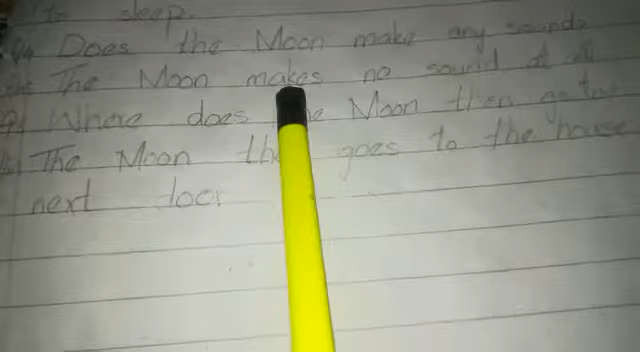 to sleep.
Does the Moon make any sounds
The Moon makes no sound at all
Where does the Moon then go to
The Moon goes to the house
next door